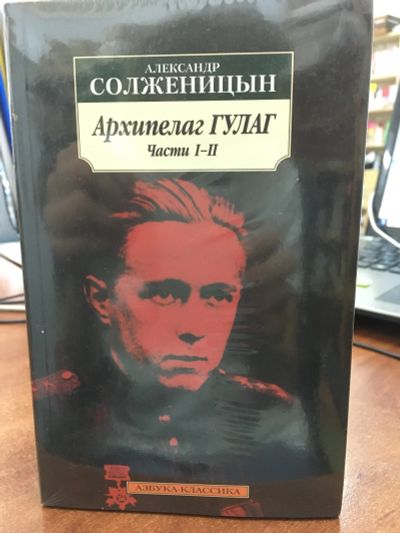 АЛЕКСАНДР
СОЛЖЕНИЦЫН
Архипелаг ГУЛАГ
Части I–II
АЗБУКА-КЛАССИКА